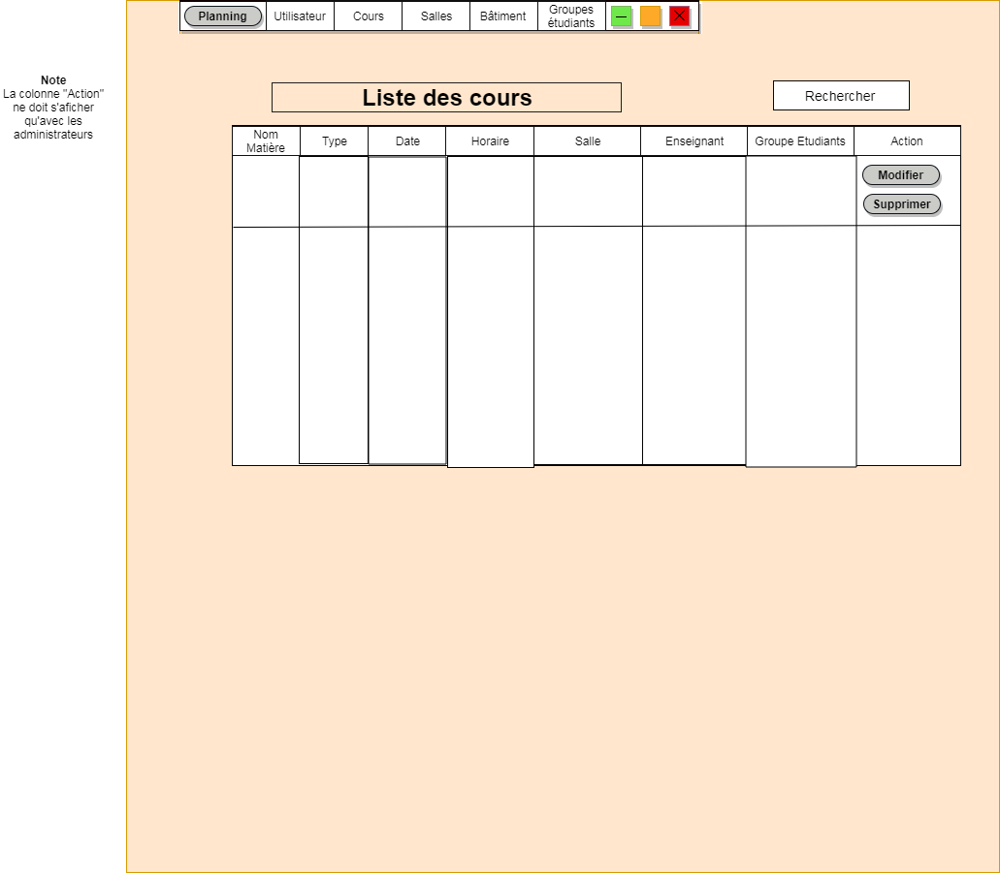 Planning
Utilisateur
Cours
Salles
Bâtiment
Groupes
étudiants
Note
La colonne "Action"
ne doit s'aficher
qu'avec les
administrateurs
Liste des cours
Rechercher
Nom
Matière
Type
Date
Horaire
Salle
Enseignant
Groupe Etudiants
Action
Modifier
Supprimer